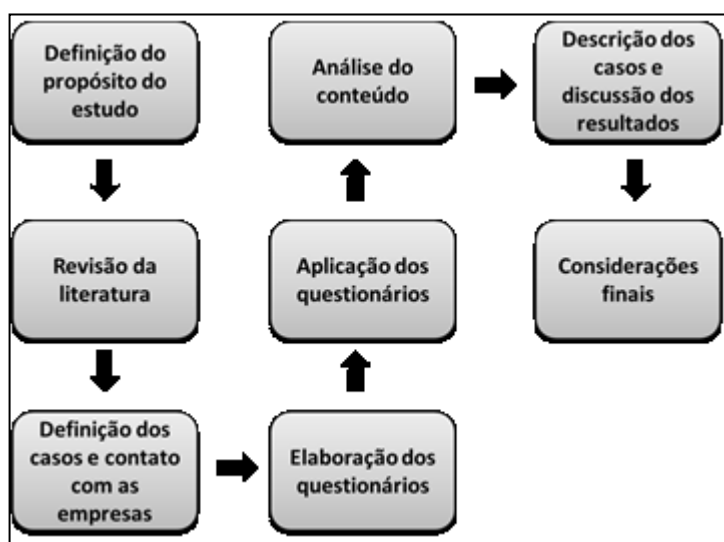 Definição do
propósito do
estudo
Revisão da
literatura
Definição dos
casos e contato
com as
empresas
Elaboração dos
questionários
Aplicação dos
questionários
Análise do
conteúdo
Descrição dos
casos e
discussão dos
resultados
Considerações
finais